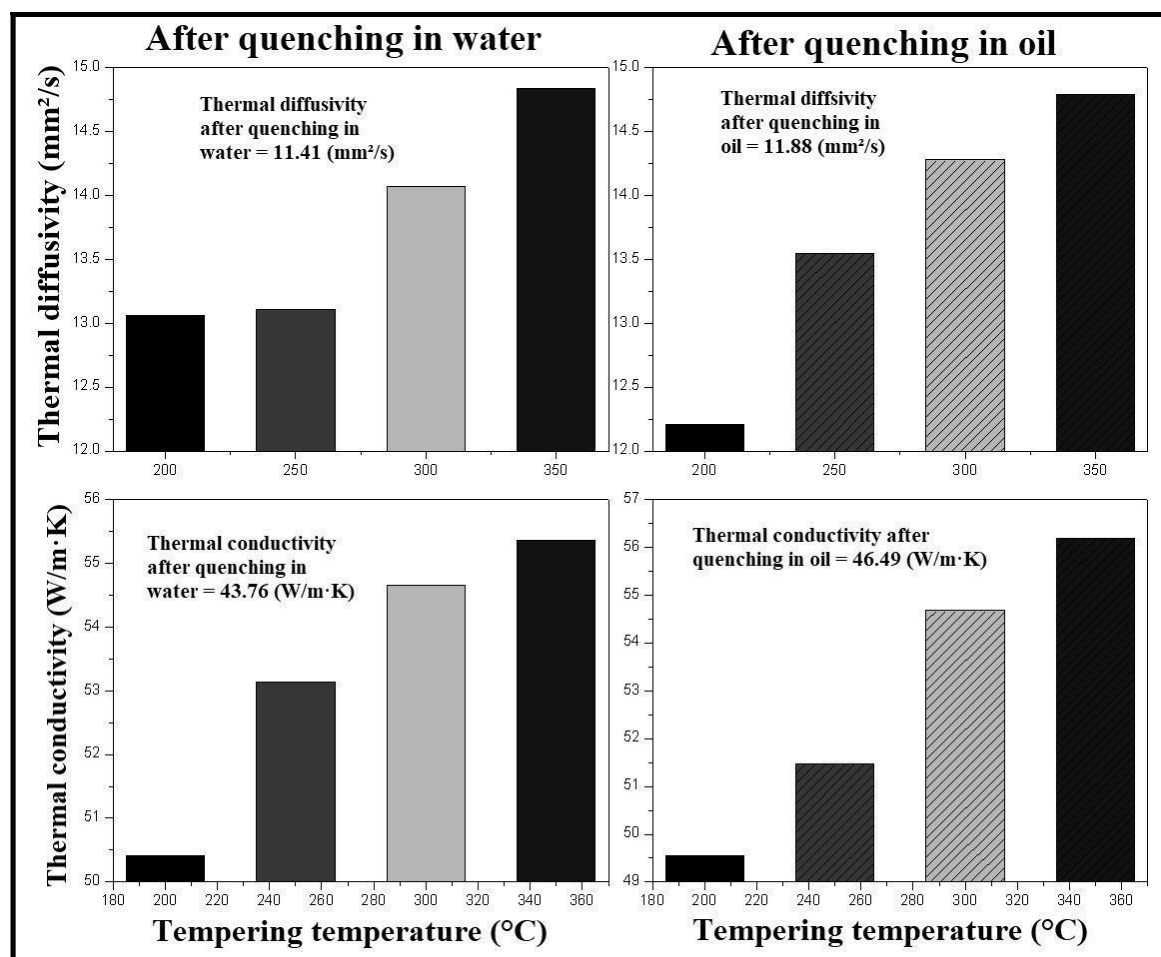 After quenching in water
After quenching in oil
Thermal diffusivity (mm²/s)
15.0
14.5
14.0
13.5
13.0
12.5
12.0
Thermal diffusivity
after quenching in
water = 11.41 (mm²/s)
200 250 300 350
15.0
14.5
14.0
13.5
13.0
12.5
12.0
Thermal diffsivity
after quenching in
oil = 11.88 (mm²/s)
200 250 300 350
Thermal conductivity (W/m·K)
56
55
54
53
52
51
50
Thermal conductivity
after quenching in
water = 43.76 (W/m·K)
180 200 220 240 260 280 300 320 340 360
Tempering temperature (°C)
57
56
55
54
53
52
51
50
49
Thermal conductivity after
quenching in oil = 46.49 (W/m·K)
180 200 220 240 260 280 300 320 340 360
Tempering temperature (°C)